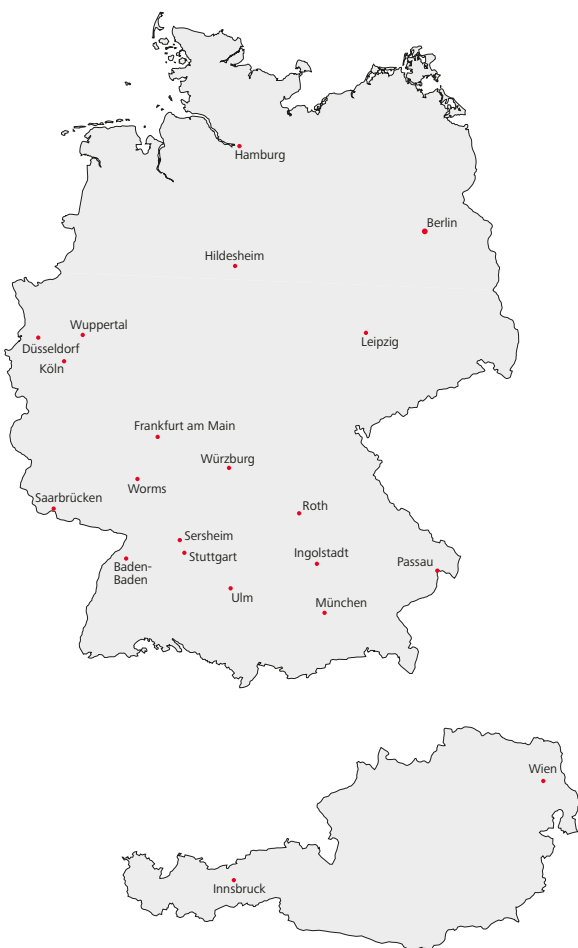 Hamburg
Berlin
Hildesheim
Wuppertal
Düsseldorf
Leipzig
Köln
Frankfurt am Main
Würzburg
Worms
Saarbrücken
Roth
Sersheim
Stuttgart
Ingolstadt
Passau
Baden-
Baden
Ulm
München
Wien
Innsbruck